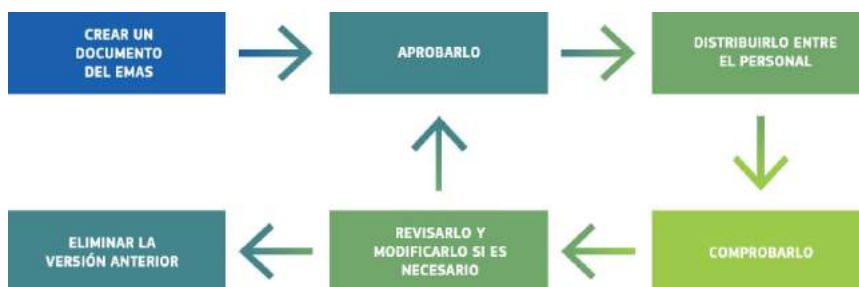 CREAR UN
DOCUMENTO
DEL EMAS
APROBARLO
DISTRIBUIRLO ENTRE
EL PERSONAL
ELIMINAR LA
VERSIÓN ANTERIOR
REVISARLO Y
MODIFICARLO SI ES
NECESARIO
COMPROBARLO